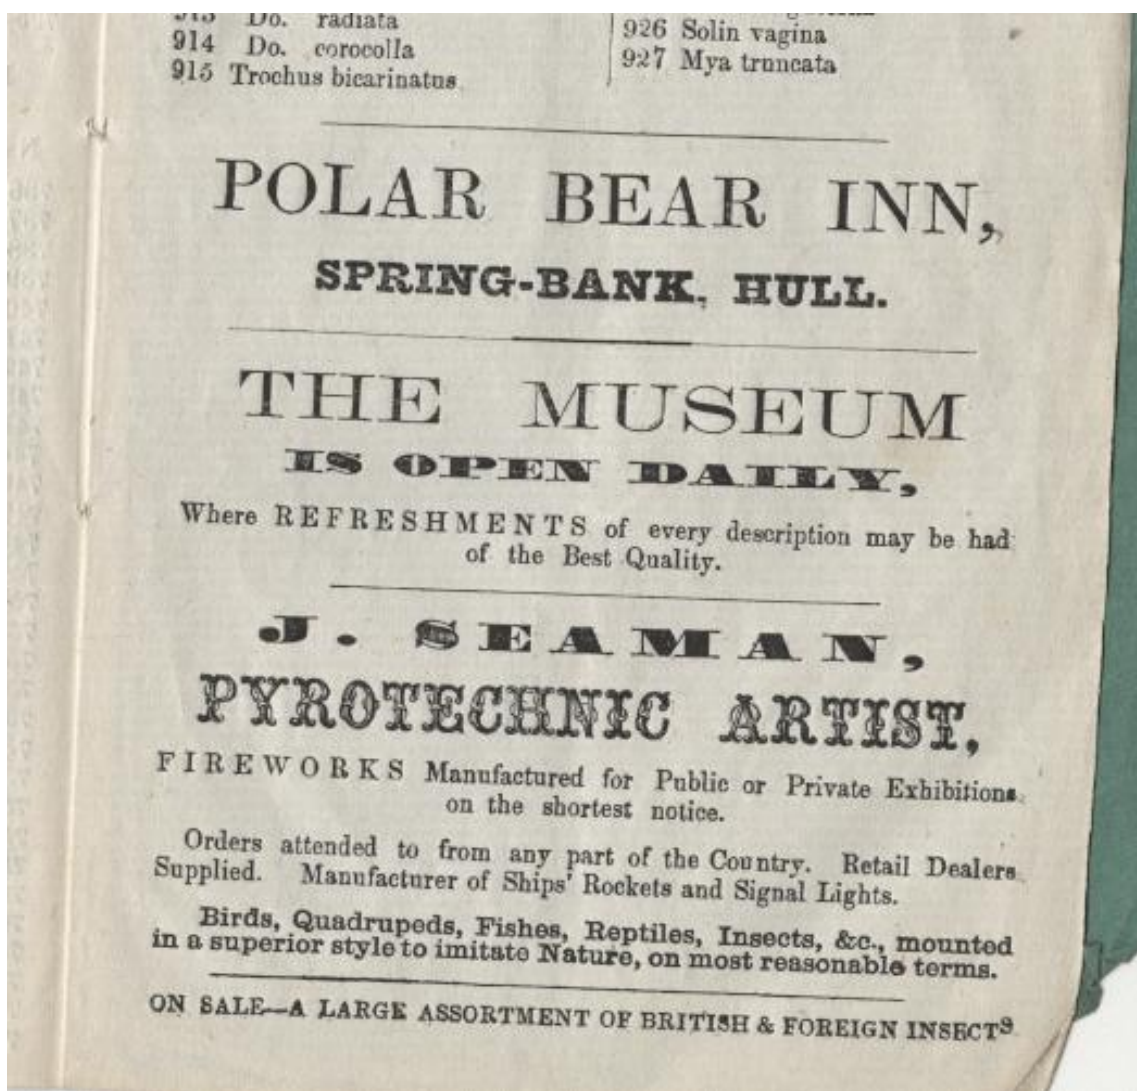 Do. radiata
914 Do. corocolla
915 Trochus bicarinatus
926 Solin vagina
927 Mya truncata
POLAR BEAR INN,
SPRING-BANK, HULL.
THE MUSEUM
IS OPEN DAILY,
Where REFRESHMENTS of every description may be had
of the Best Quality.
J. SEAMAN,
PYROTECHNIC ARTIST,
FIREWORKS Manufactured for Public or Private Exhibitions
on the shortest notice.
Orders attended to from any part of the Country. Retail Dealers
Supplied. Manufacturer of Ships' Rockets and Signal Lights.
Birds, Quadrupeds, Fishes, Reptiles, Insects, &c., mounted
in a superior style to imitate Nature, on most reasonable terms.
ON SALE—A LARGE ASSORTMENT OF BRITISH & FOREIGN INSECTS